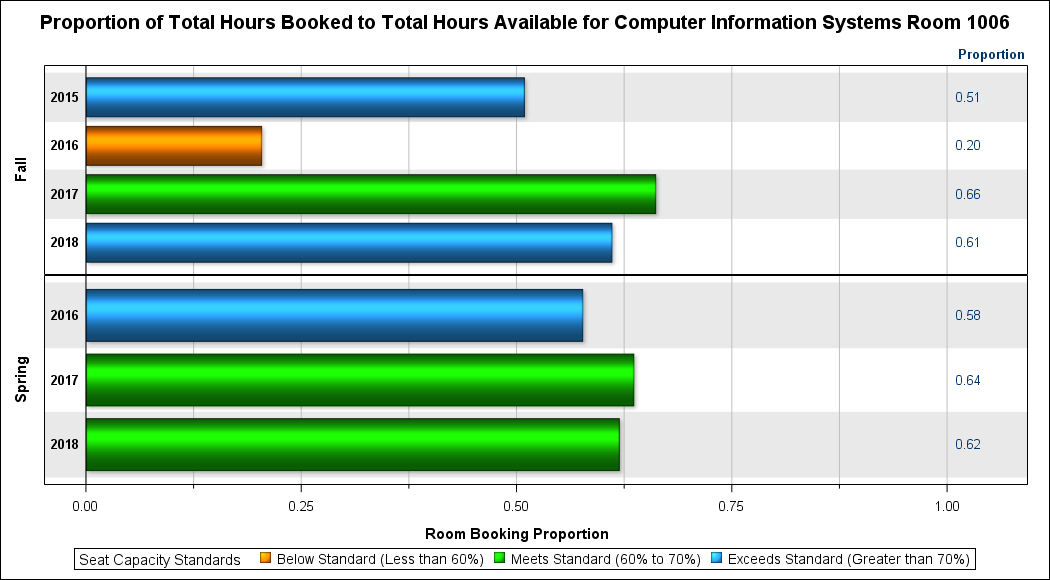 Proportion of Total Hours Booked to Total Hours Available for Computer Information Systems Room 1006
Proportion
Fall
2015 0.51
2016 0.20
2017 0.66
2018 0.61
Spring
2016 0.58
2017 0.64
2018 0.62
0.00 0.25 0.50 0.75 1.00
Room Booking Proportion
Seat Capacity Standards Below Standard (Less than 60%) Meets Standard (60% to 70%) Exceeds Standard (Greater than 70%)